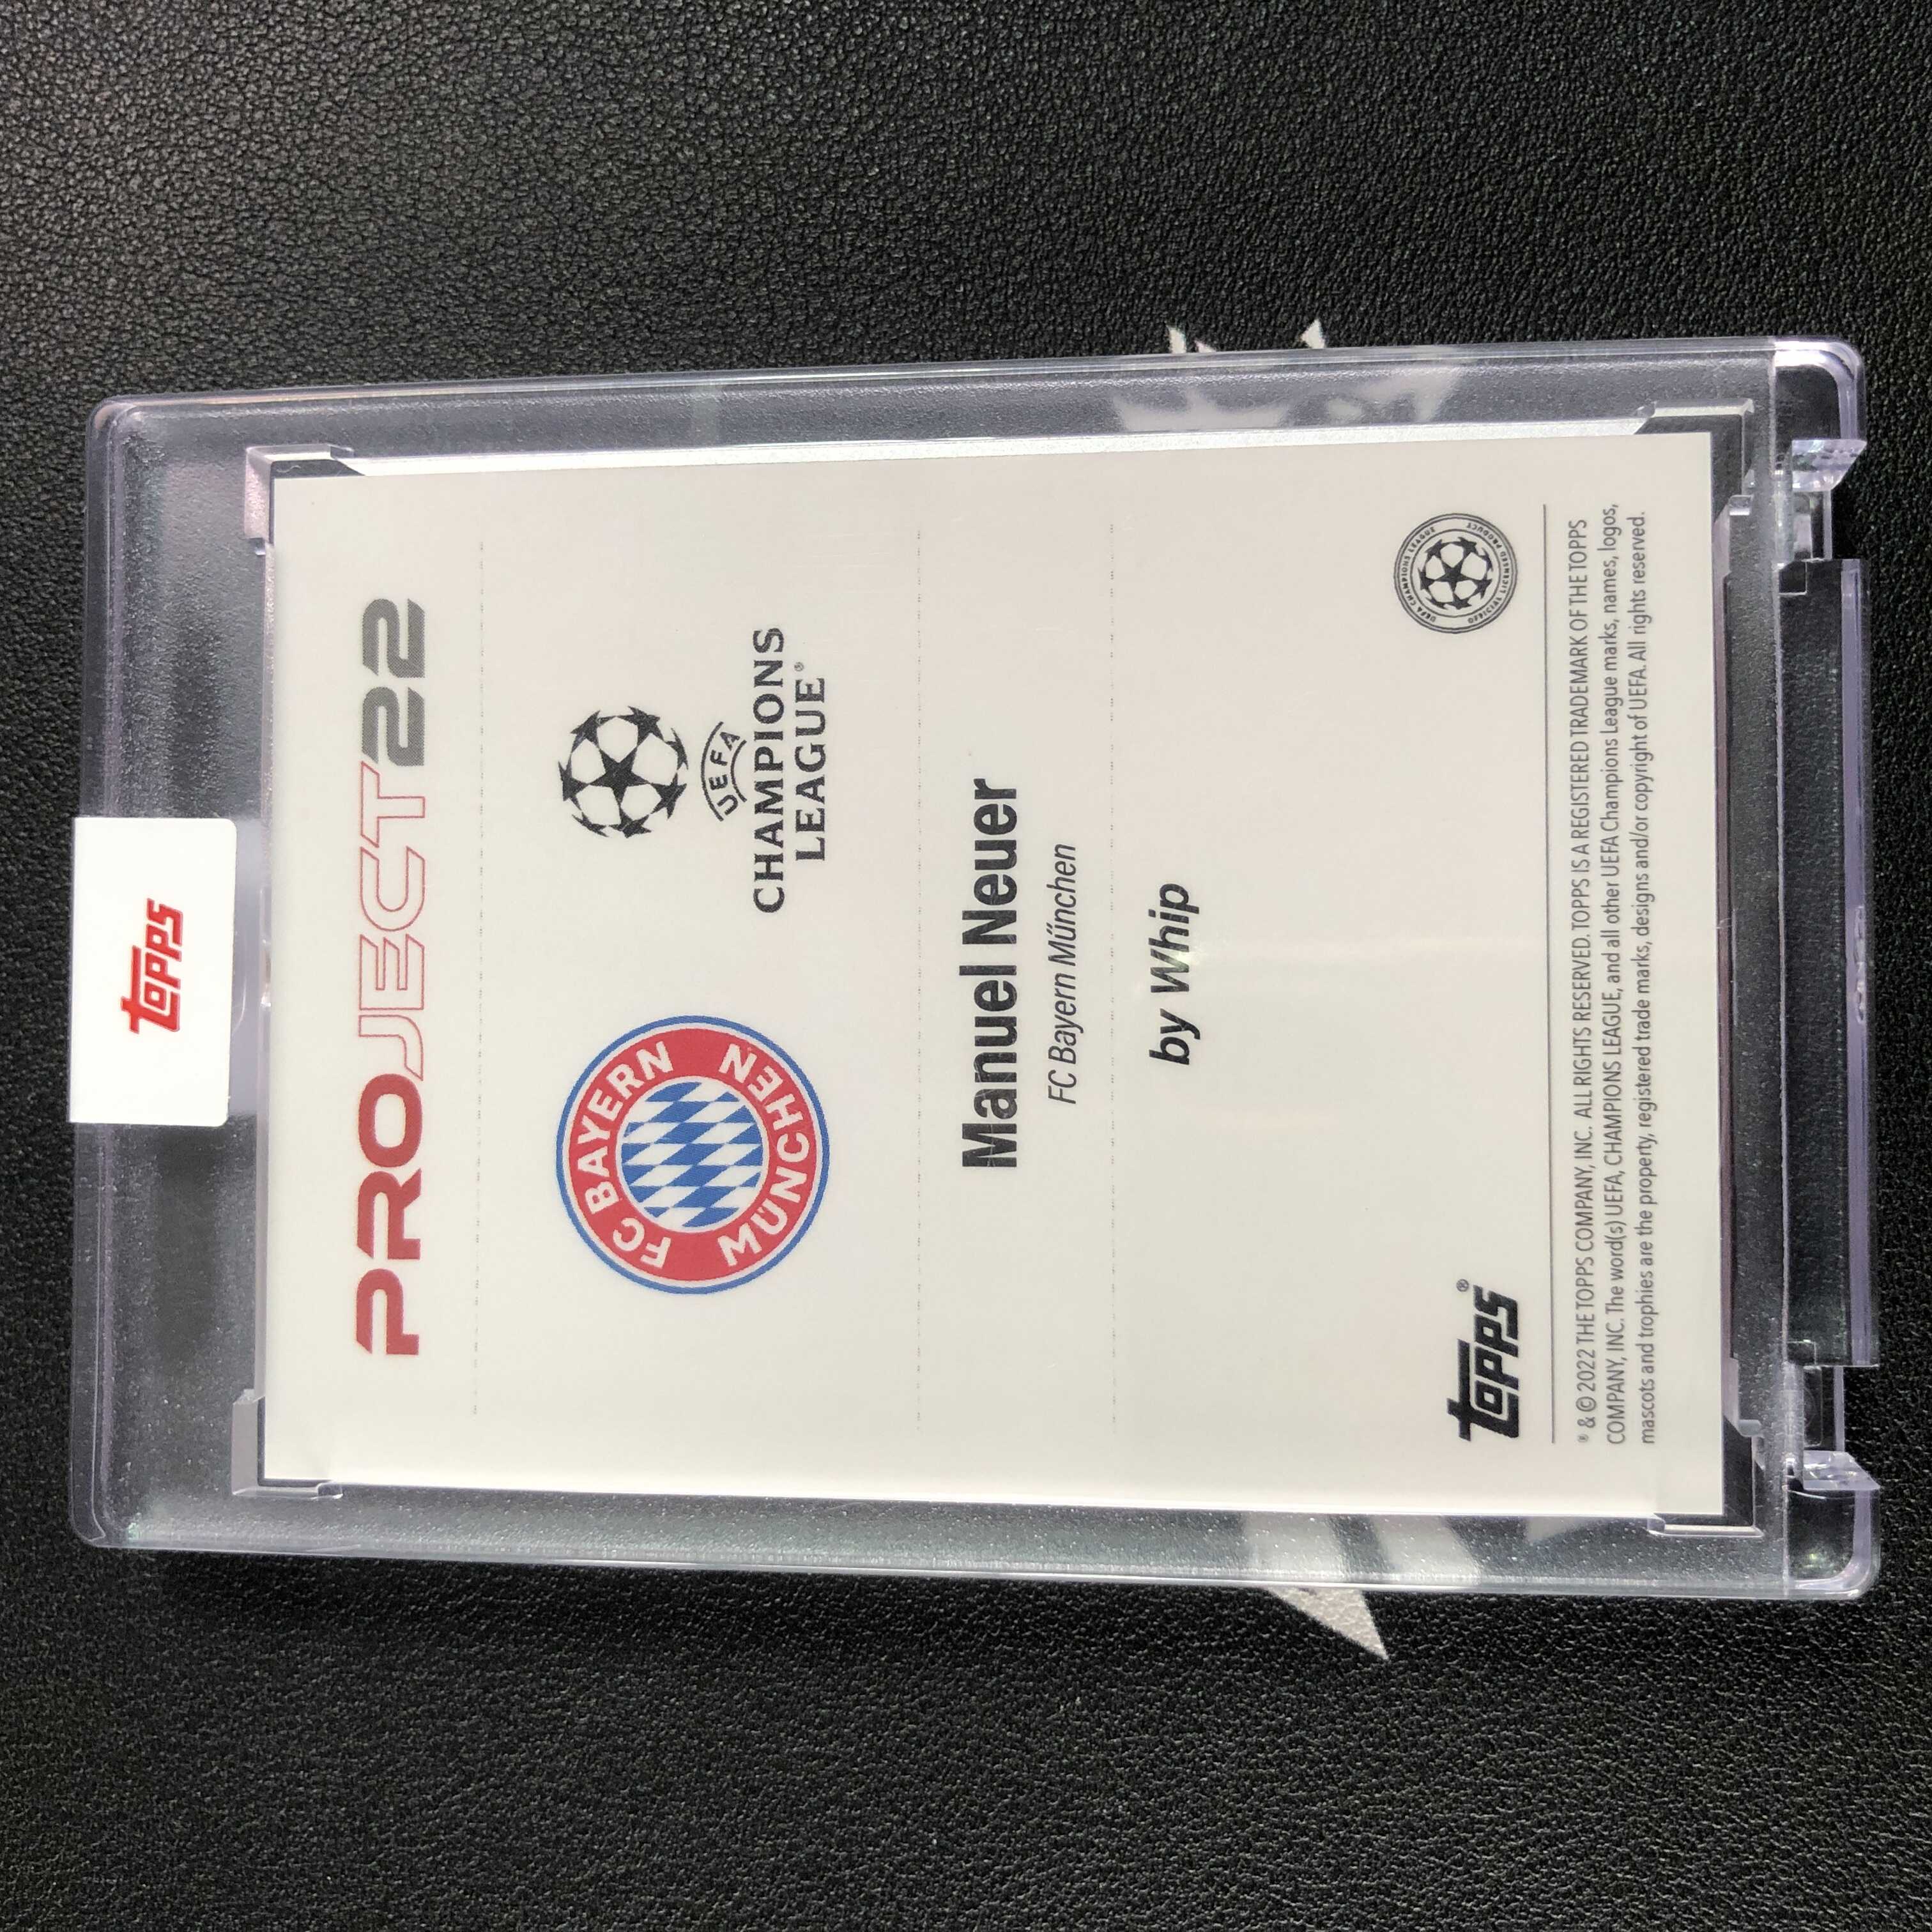 topps
PROJECT22
FC BAYERN
MÜNCHEN
UEFA
CHAMPIONS
LEAGUE®
Manuel Neuer
FC Bayern Műnchen
by Whip
topps®
UEFA CHAMPIONS LEAGUE
OFFICIAL LICENSED PRODUCT
® & © 2022 THE TOPPS COMPANY, INC. ALL RIGHTS RESERVED. TOPPS IS A REGISTERED TRADEMARK OF THE TOPPS
COMPANY, INC. The word(s) UEFA, CHAMPIONS LEAGUE, and all other UEFA Champions League marks, names, logos,
mascots and trophies are the property, registered trade marks, designs and/or copyright of UEFA. All rights reserved.